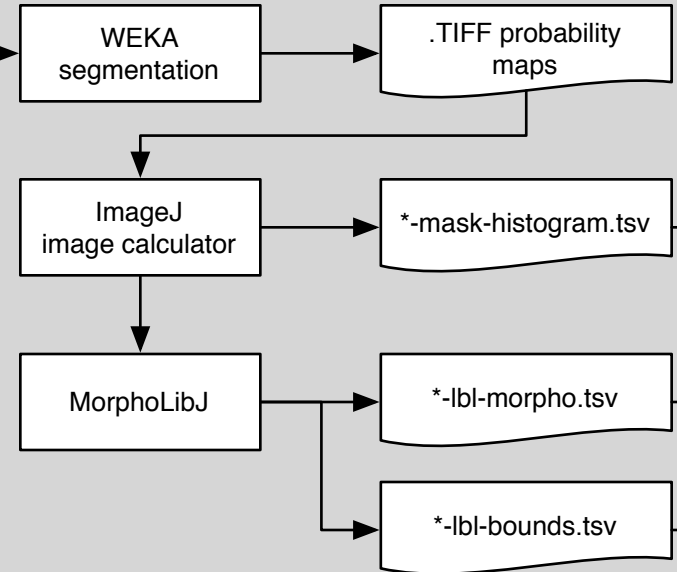 WEKA
segmentation
.TIFF probability
maps
ImageJ
image calculator
*-mask-histogram.tsv
MorphoLibJ
*-lbl-morpho.tsv
*-lbl-bounds.tsv